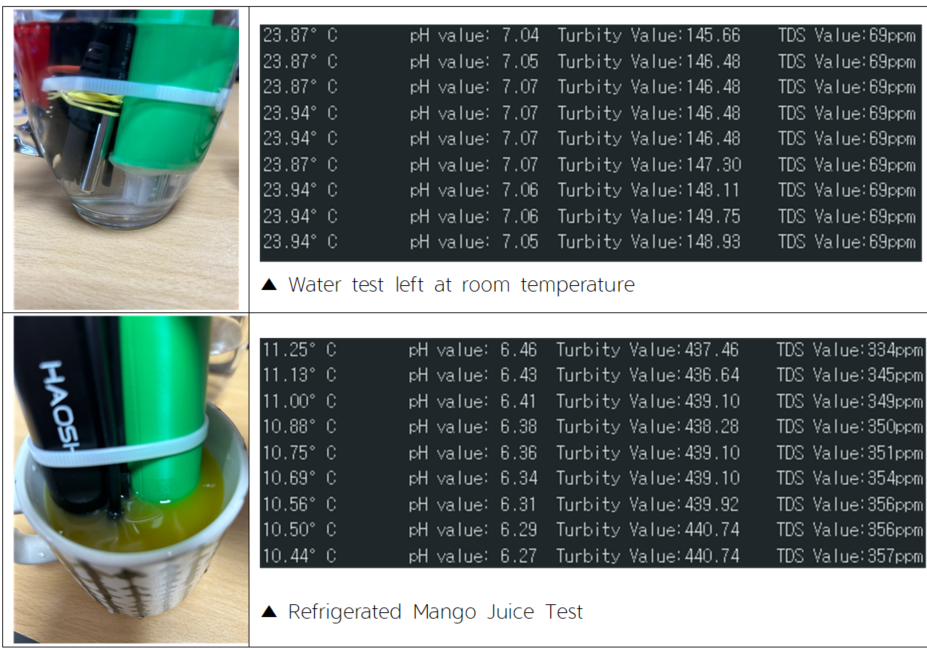 23.87° C pH value: 7.04 Turbity Value:145.66 TDS Value:69ppm
23.87° C pH value: 7.05 Turbity Value:146.48 TDS Value:69ppm
23.87° C pH value: 7.07 Turbity Value:146.48 TDS Value:69ppm
23.94° C pH value: 7.07 Turbity Value:146.48 TDS Value:69ppm
23.94° C pH value: 7.07 Turbity Value:146.48 TDS Value:69ppm
23.87° C pH value: 7.07 Turbity Value:147.30 TDS Value:69ppm
23.94° C pH value: 7.06 Turbity Value:148.11 TDS Value:69ppm
23.94° C pH value: 7.06 Turbity Value:149.75 TDS Value:69ppm
23.94° C pH value: 7.05 Turbity Value:148.93 TDS Value:69ppm
▲ Water test left at room temperature
HAOSH
11.25° C pH value: 6.46 Turbity Value:437.46 TDS Value:334ppm
11.13° C pH value: 6.43 Turbity Value:436.64 TDS Value:345ppm
11.00° C pH value: 6.41 Turbity Value:439.10 TDS Value:349ppm
10.88° C pH value: 6.38 Turbity Value:438.28 TDS Value:350ppm
10.75° C pH value: 6.36 Turbity Value:439.10 TDS Value:351ppm
10.69° C pH value: 6.34 Turbity Value:439.10 TDS Value:354ppm
10.56° C pH value: 6.31 Turbity Value:439.92 TDS Value:356ppm
10.50° C pH value: 6.29 Turbity Value:440.74 TDS Value:356ppm
10.44° C pH value: 6.27 Turbity Value:440.74 TDS Value:357ppm
▲ Refrigerated Mango Juice Test